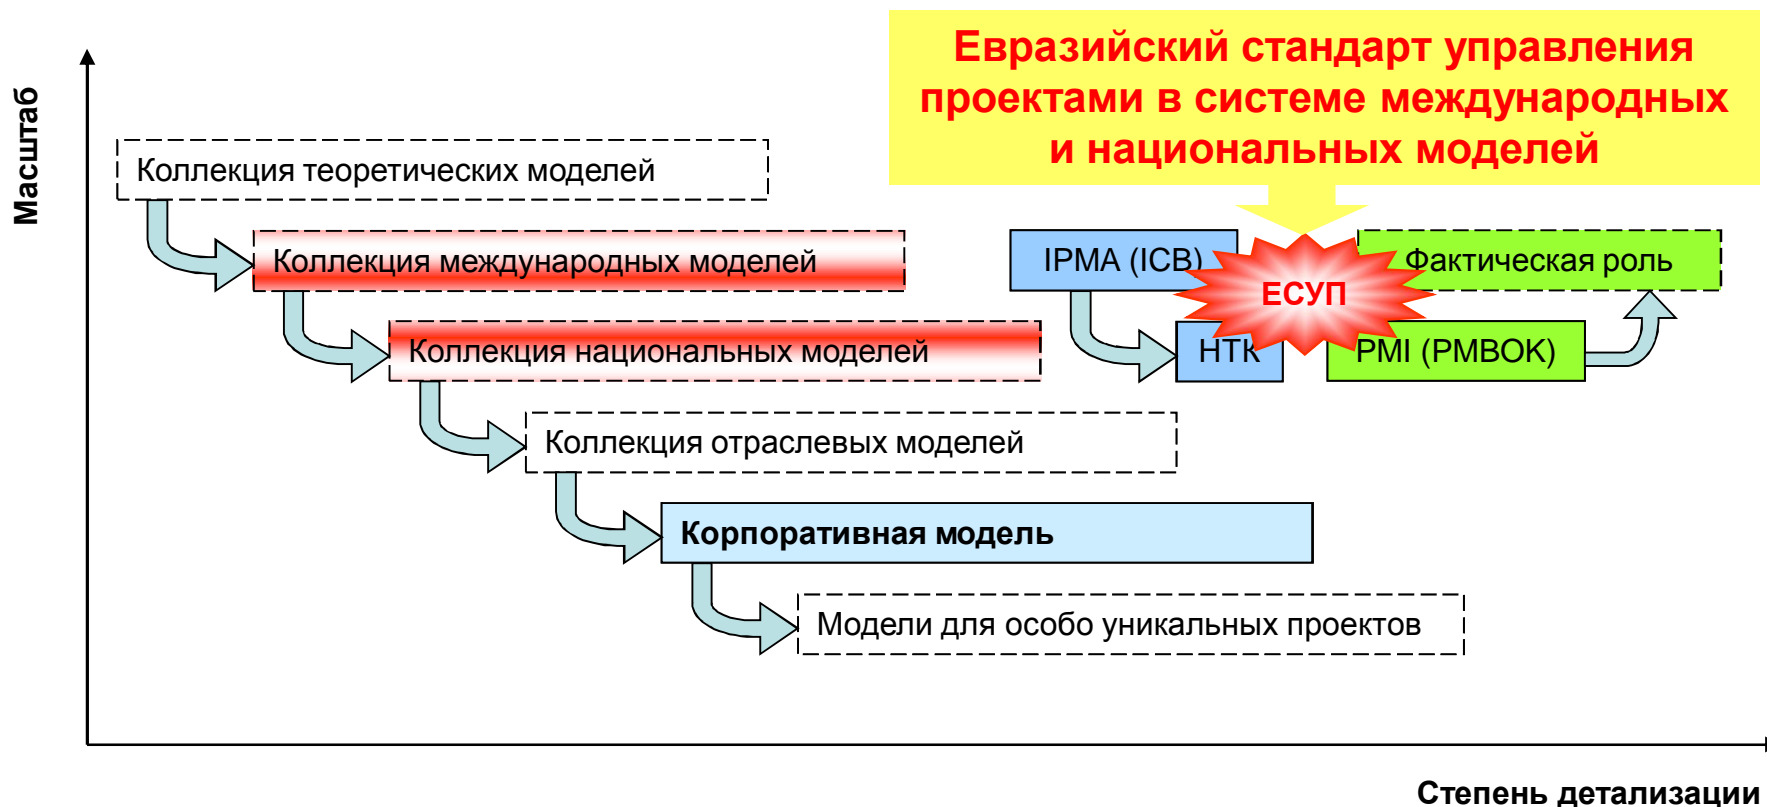 Евразийский стандарт управления
проектами в системе международных
и национальных моделей
Масштаб
Коллекция теоретических моделей
Коллекция международных моделей
IPMA (ICB)
ЕСУП
Фактическая роль
Коллекция национальных моделей
НТК
PMI (PMBOK)
Коллекция отраслевых моделей
Корпоративная модель
Модели для особо уникальных проектов
Степень детализации